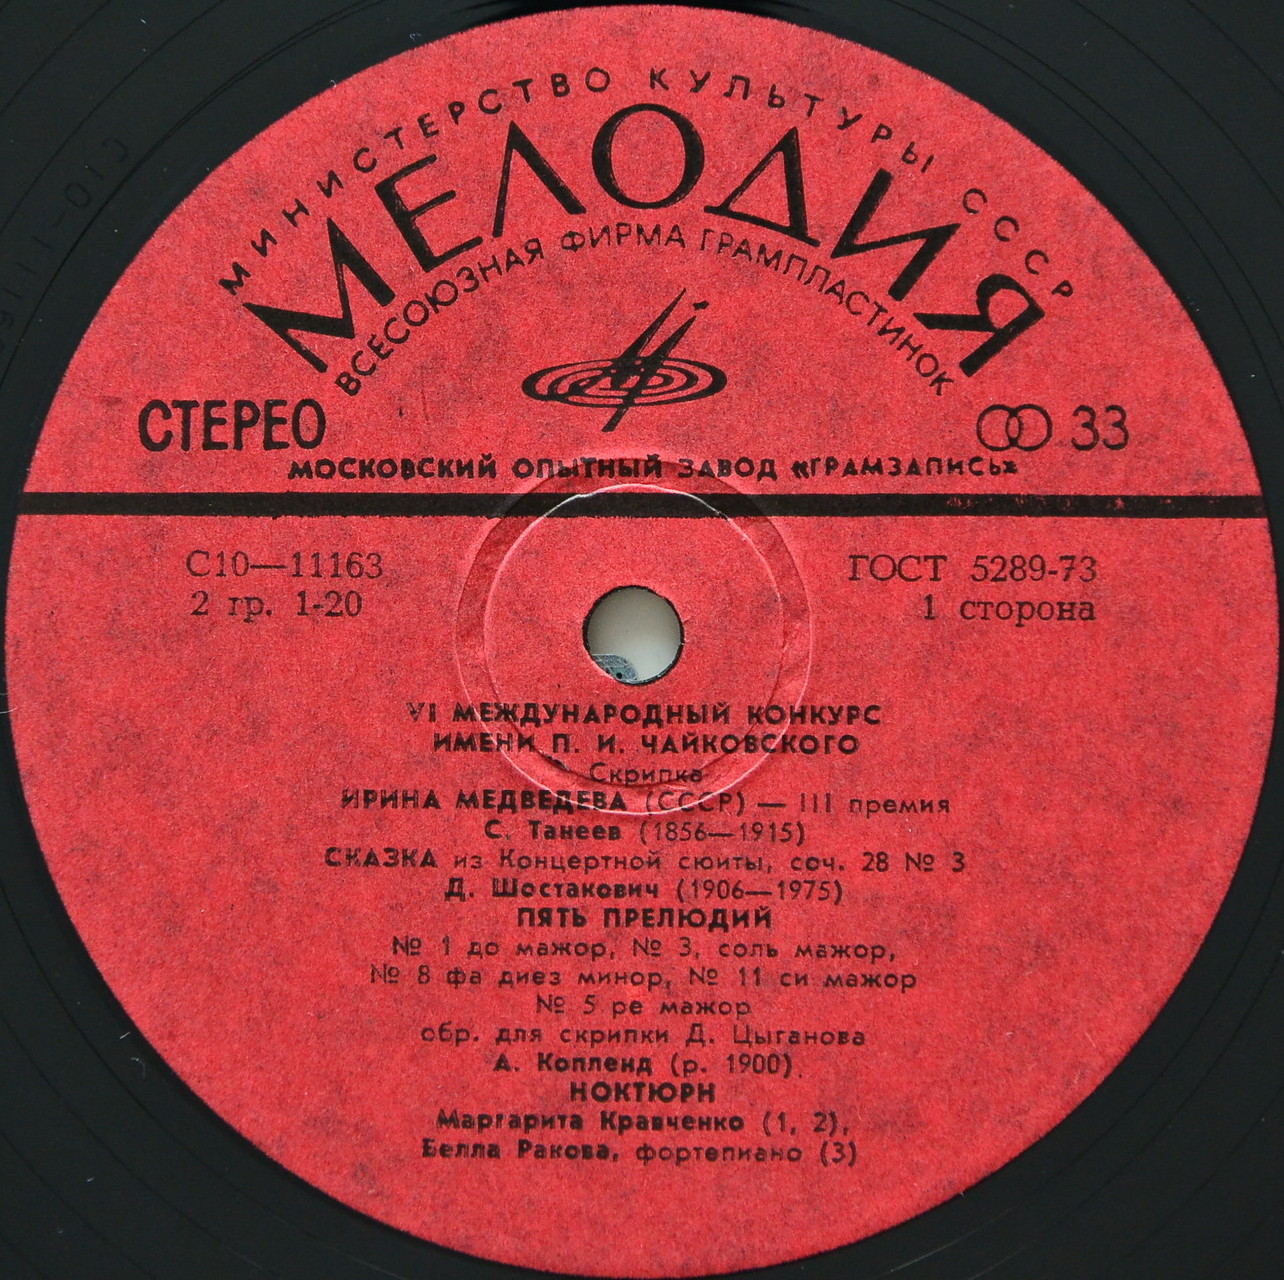 МИНИСТЕРСТВО КУЛЬТУРЫ СССР
МЕЛОДИЯ
ВСЕСОЮЗНАЯ ФИРМА ГРАМПЛАСТИНОК
СТЕРЕО
33
МОСКОВСКИЙ ОПЫТНЫЙ ЗАВОД «ГРАМЗАПИСЬ»
С10—11163
ГОСТ 5289-73
2 гр. 1-20
1 сторона
VI МЕЖДУНАРОДНЫЙ КОНКУРС
ИМЕНИ П. И. ЧАЙКОВСКОГО
Скрипка
ИРИНА МЕДВЕДЕВА (СССР) — III премия
С. Танеев (1856—1915)
СКАЗКА из Концертной сюиты, соч. 28 № 3
Д. Шостакович (1906—1975)
ПЯТЬ ПРЕЛЮДИЙ
№ 1 до мажор, № 3, соль мажор,
№ 8 фа диез минор, № 11 си мажор
№ 5 ре мажор
обр. для скрипки Д. Цыганова
А. Копленд (р. 1900)
НОКТЮРН
Маргарита Кравченко (1, 2),
Белла Ракова, фортепиано (3)